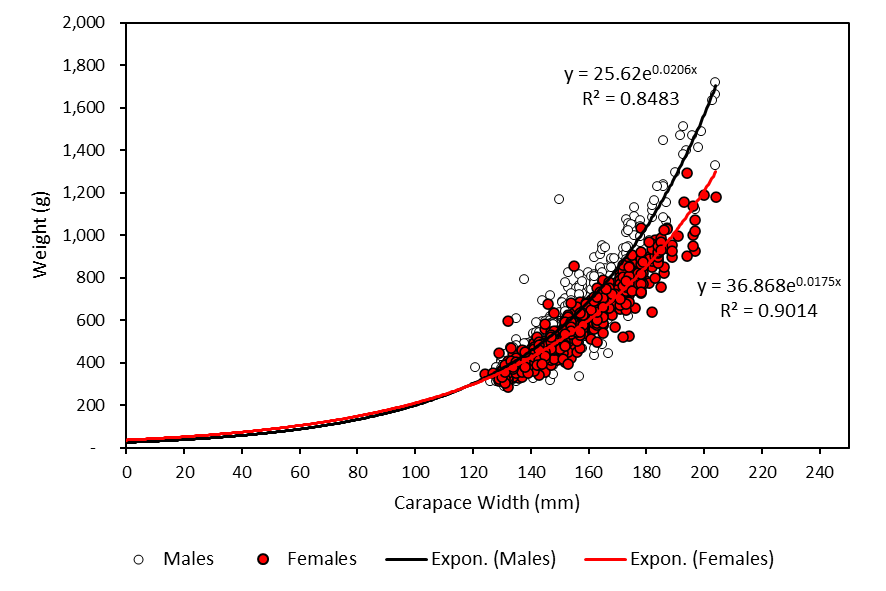 2,000
1,800
1,600
1,400
1,200
1,000
800
600
400
200
-
Weight (g)
y = 25.62e^0.0206x
R² = 0.8483
y = 36.868e^0.0175x
R² = 0.9014
0 20 40 60 80 100 120 140 160 180 200 220 240
Carapace Width (mm)
Males Females Expon. (Males) Expon. (Females)